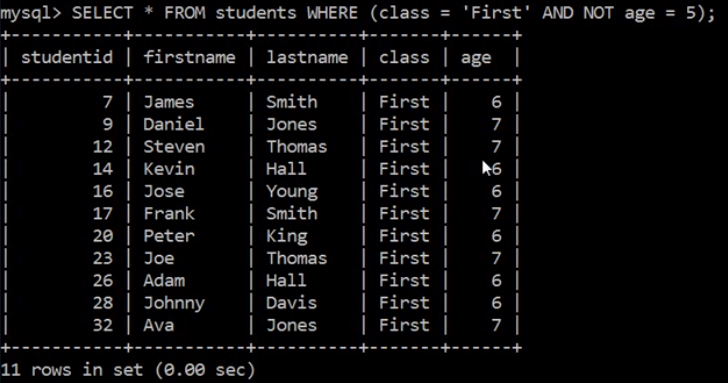 mysql> SELECT * FROM students WHERE (class = 'First' AND NOT age = 5);
+-----------+-----------+----------+-------+------+
| studentid | firstname | lastname | class | age  |
+-----------+-----------+----------+-------+------+
|         7 | James     | Smith    | First |    6 |
|         9 | Daniel    | Jones    | First |    7 |
|        12 | Steven    | Thomas   | First |    7 |
|        14 | Kevin     | Hall     | First |    6 |
|        16 | Jose      | Young    | First |    6 |
|        17 | Frank     | Smith    | First |    7 |
|        20 | Peter     | King     | First |    6 |
|        23 | Joe       | Thomas   | First |    7 |
|        26 | Adam      | Hall     | First |    6 |
|        28 | Johnny    | Davis    | First |    6 |
|        32 | Ava       | Jones    | First |    7 |
+-----------+-----------+----------+-------+------+
11 rows in set (0.00 sec)